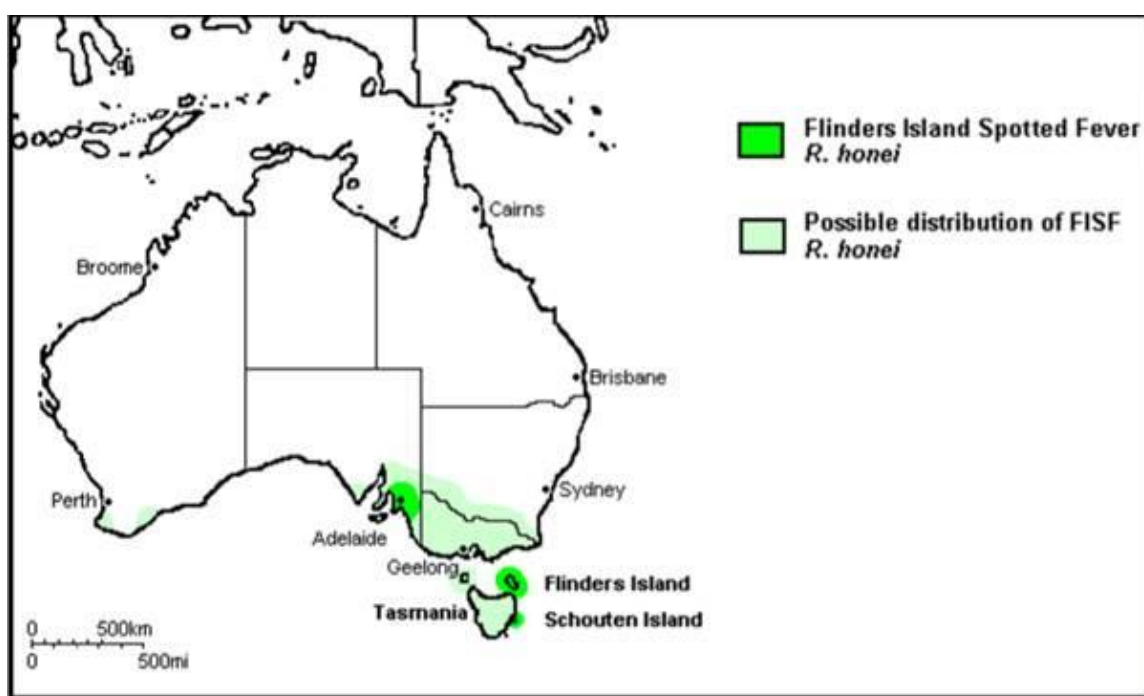 Flinders Island Spotted Fever
R. honei
Possible distribution of FISF
R. honei
Cairns
Broome
Brisbane
Perth
Sydney
Adelaide
Geelong
Flinders Island
Tasmania
Schouten Island
0 500km
0 500mi